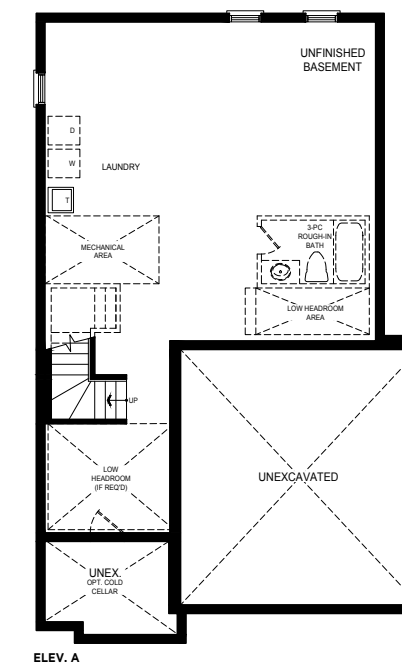 UNFINISHED
BASEMENT
D
W
LAUNDRY
T
3-PC
ROUGH-IN
BATH
MECHANICAL
AREA
LOW HEADROOM
AREA
UP
LOW
HEADROOM
(IF REQ'D)
UNEXCAVATED
UNEX.
OPT. COLD
CELLAR
ELEV. A